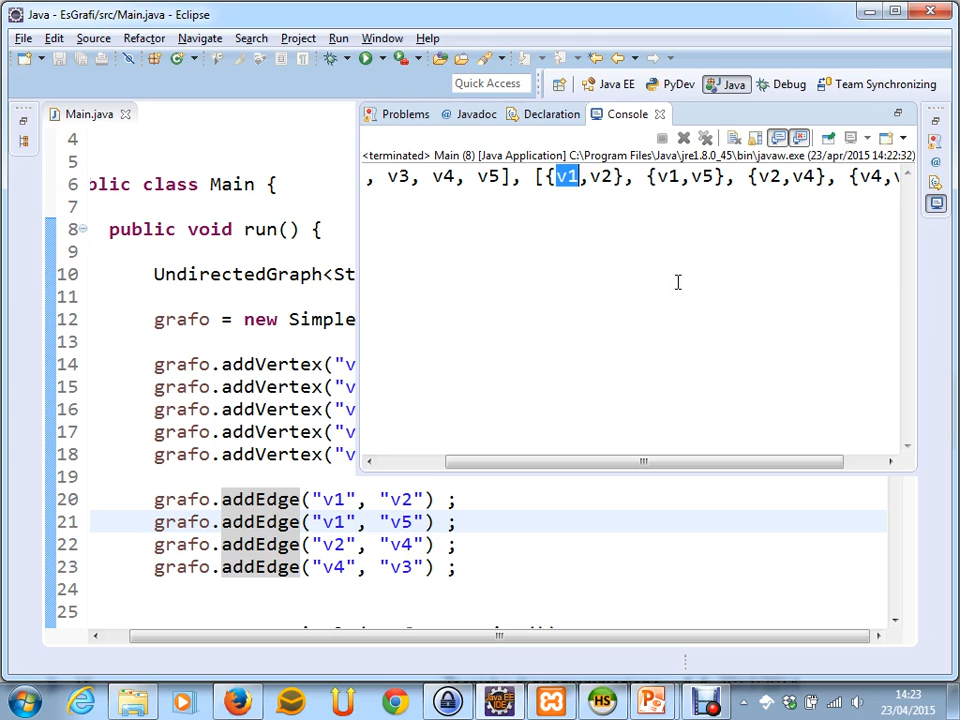 Java - EsGrafi/src/Main.java - Eclipse
File Edit Source Refactor Navigate Search Project Run Window Help
Quick Access
Java EE
PyDev
Java
Debug
Team Synchronizing
Main.java
Problems
Javadoc
Declaration
Console
<terminated> Main (8) [Java Application] C:\Program Files\Java\jre1.8.0_45\bin\javaw.exe (23/apr/2015 14:22:32)
, v3, v4, v5], [{v1,v2}, {v1,v5}, {v2,v4}, {v4,v
4
5
6 blic class Main {
7
8 public void run() {
9
10 UndirectedGraph<St
11
12 grafo = new Simple
13
14 grafo.addVertex("v
15 grafo.addVertex("v
16 grafo.addVertex("v
17 grafo.addVertex("v
18 grafo.addVertex("v
19
20 grafo.addEdge("v1", "v2") ;
21 grafo.addEdge("v1", "v5") ;
22 grafo.addEdge("v2", "v4") ;
23 grafo.addEdge("v4", "v3") ;
24
25
14:23
23/04/2015